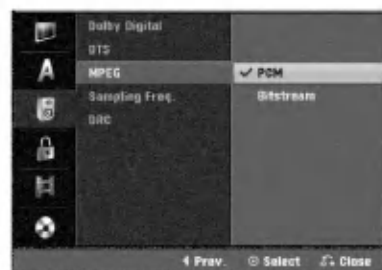 Dolby Digital
DTS
MPEG
✓ PCM
Sampling Freq.
Bitstream
DRC
A
Prev. Select Close